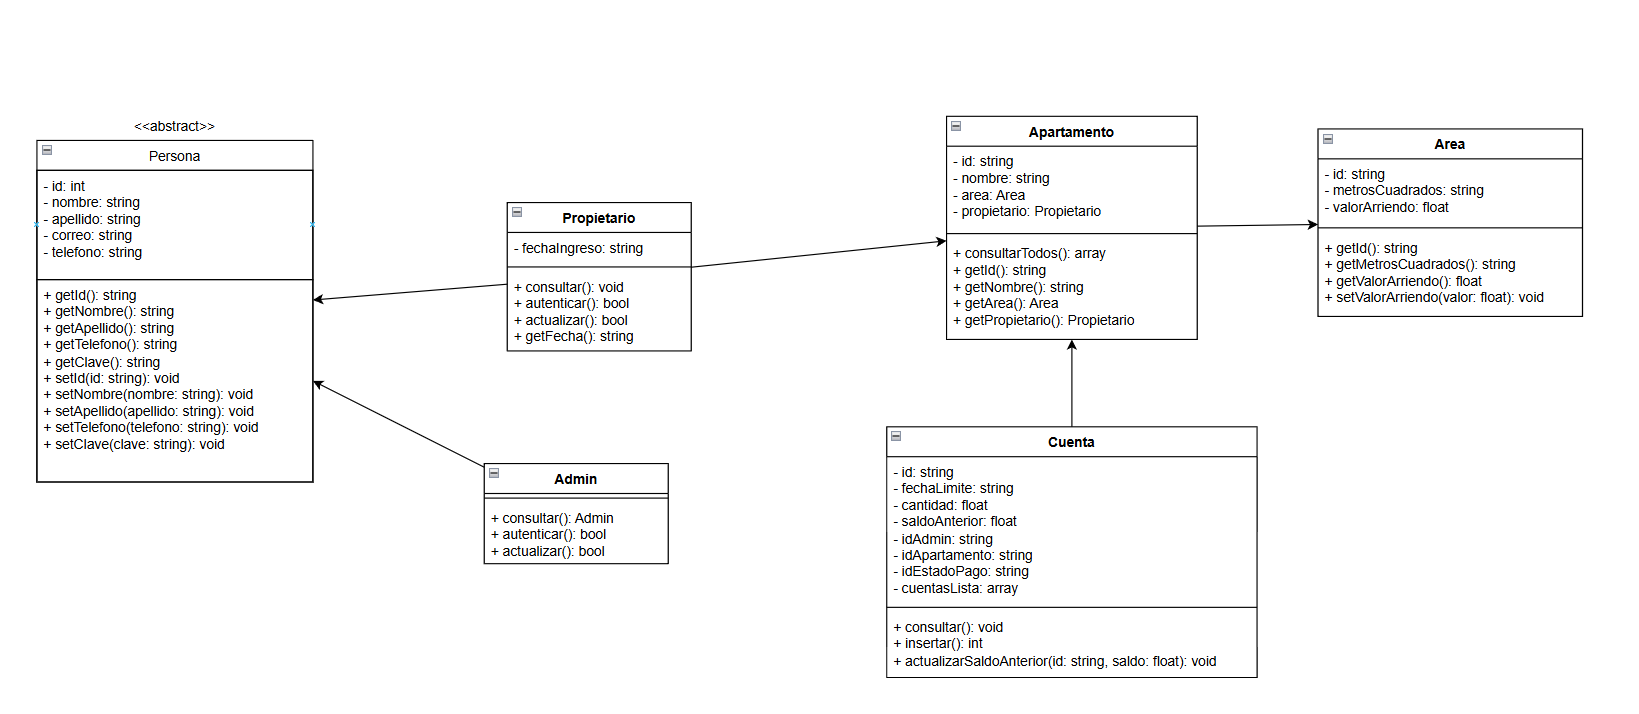 <<abstract>>
Persona
- id: int
- nombre: string
- apellido: string
- correo: string
- telefono: string
+ getId(): string
+ getNombre(): string
+ getApellido(): string
+ getTelefono(): string
+ getClave(): string
+ setId(id: string): void
+ setNombre(nombre: string): void
+ setApellido(apellido: string): void
+ setTelefono(telefono: string): void
+ setClave(clave: string): void
Propietario
- fechaIngreso: string
+ consultar(): void
+ autenticar(): bool
+ actualizar(): bool
+ getFecha(): string
Admin
+ consultar(): Admin
+ autenticar(): bool
+ actualizar(): bool
Apartamento
- id: string
- nombre: string
- area: Area
- propietario: Propietario
+ consultarTodos(): array
+ getId(): string
+ getNombre(): string
+ getArea(): Area
+ getPropietario(): Propietario
Area
- id: string
- metrosCuadrados: string
- valorArriendo: float
+ getId(): string
+ getMetrosCuadrados(): string
+ getValorArriendo(): float
+ setValorArriendo(valor: float): void
Cuenta
- id: string
- fechaLimite: string
- cantidad: float
- saldoAnterior: float
- idAdmin: string
- idApartamento: string
- idEstadoPago: string
- cuentasLista: array
+ consultar(): void
+ insertar(): int
+ actualizarSaldoAnterior(id: string, saldo: float): void